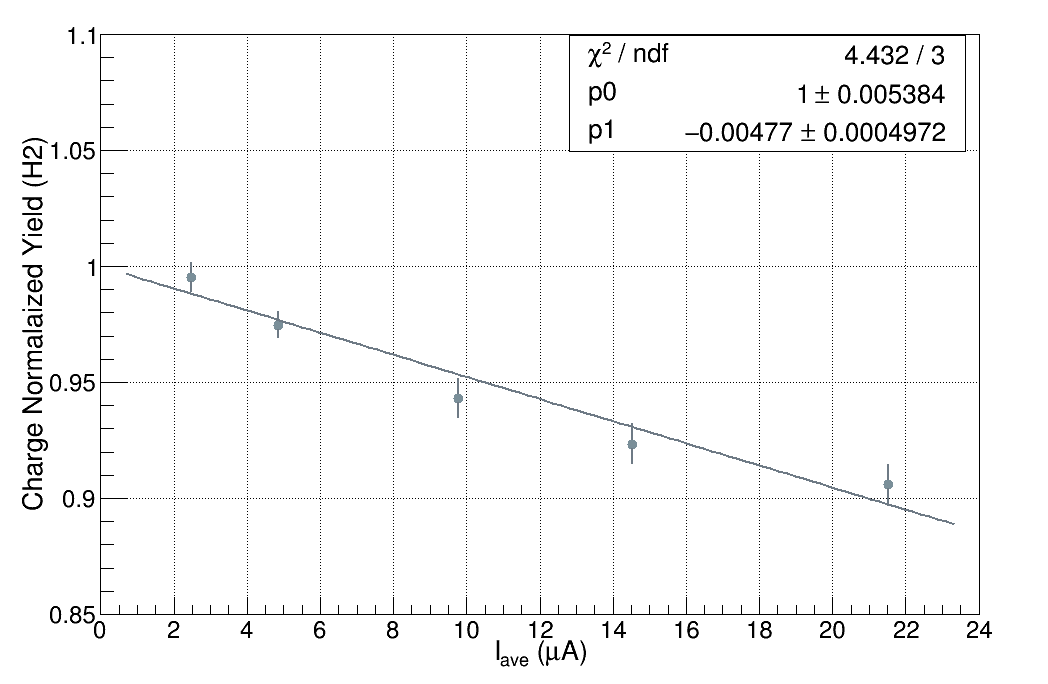 1.1
1.05
1
0.95
0.9
0.85
Charge Normalaized Yield (H2)
χ² / ndf 4.432 / 3
p0 1 ± 0.005384
p1 −0.00477 ± 0.0004972
0 2 4 6 8 10 12 14 16 18 20 22 24
I_ave (μA)